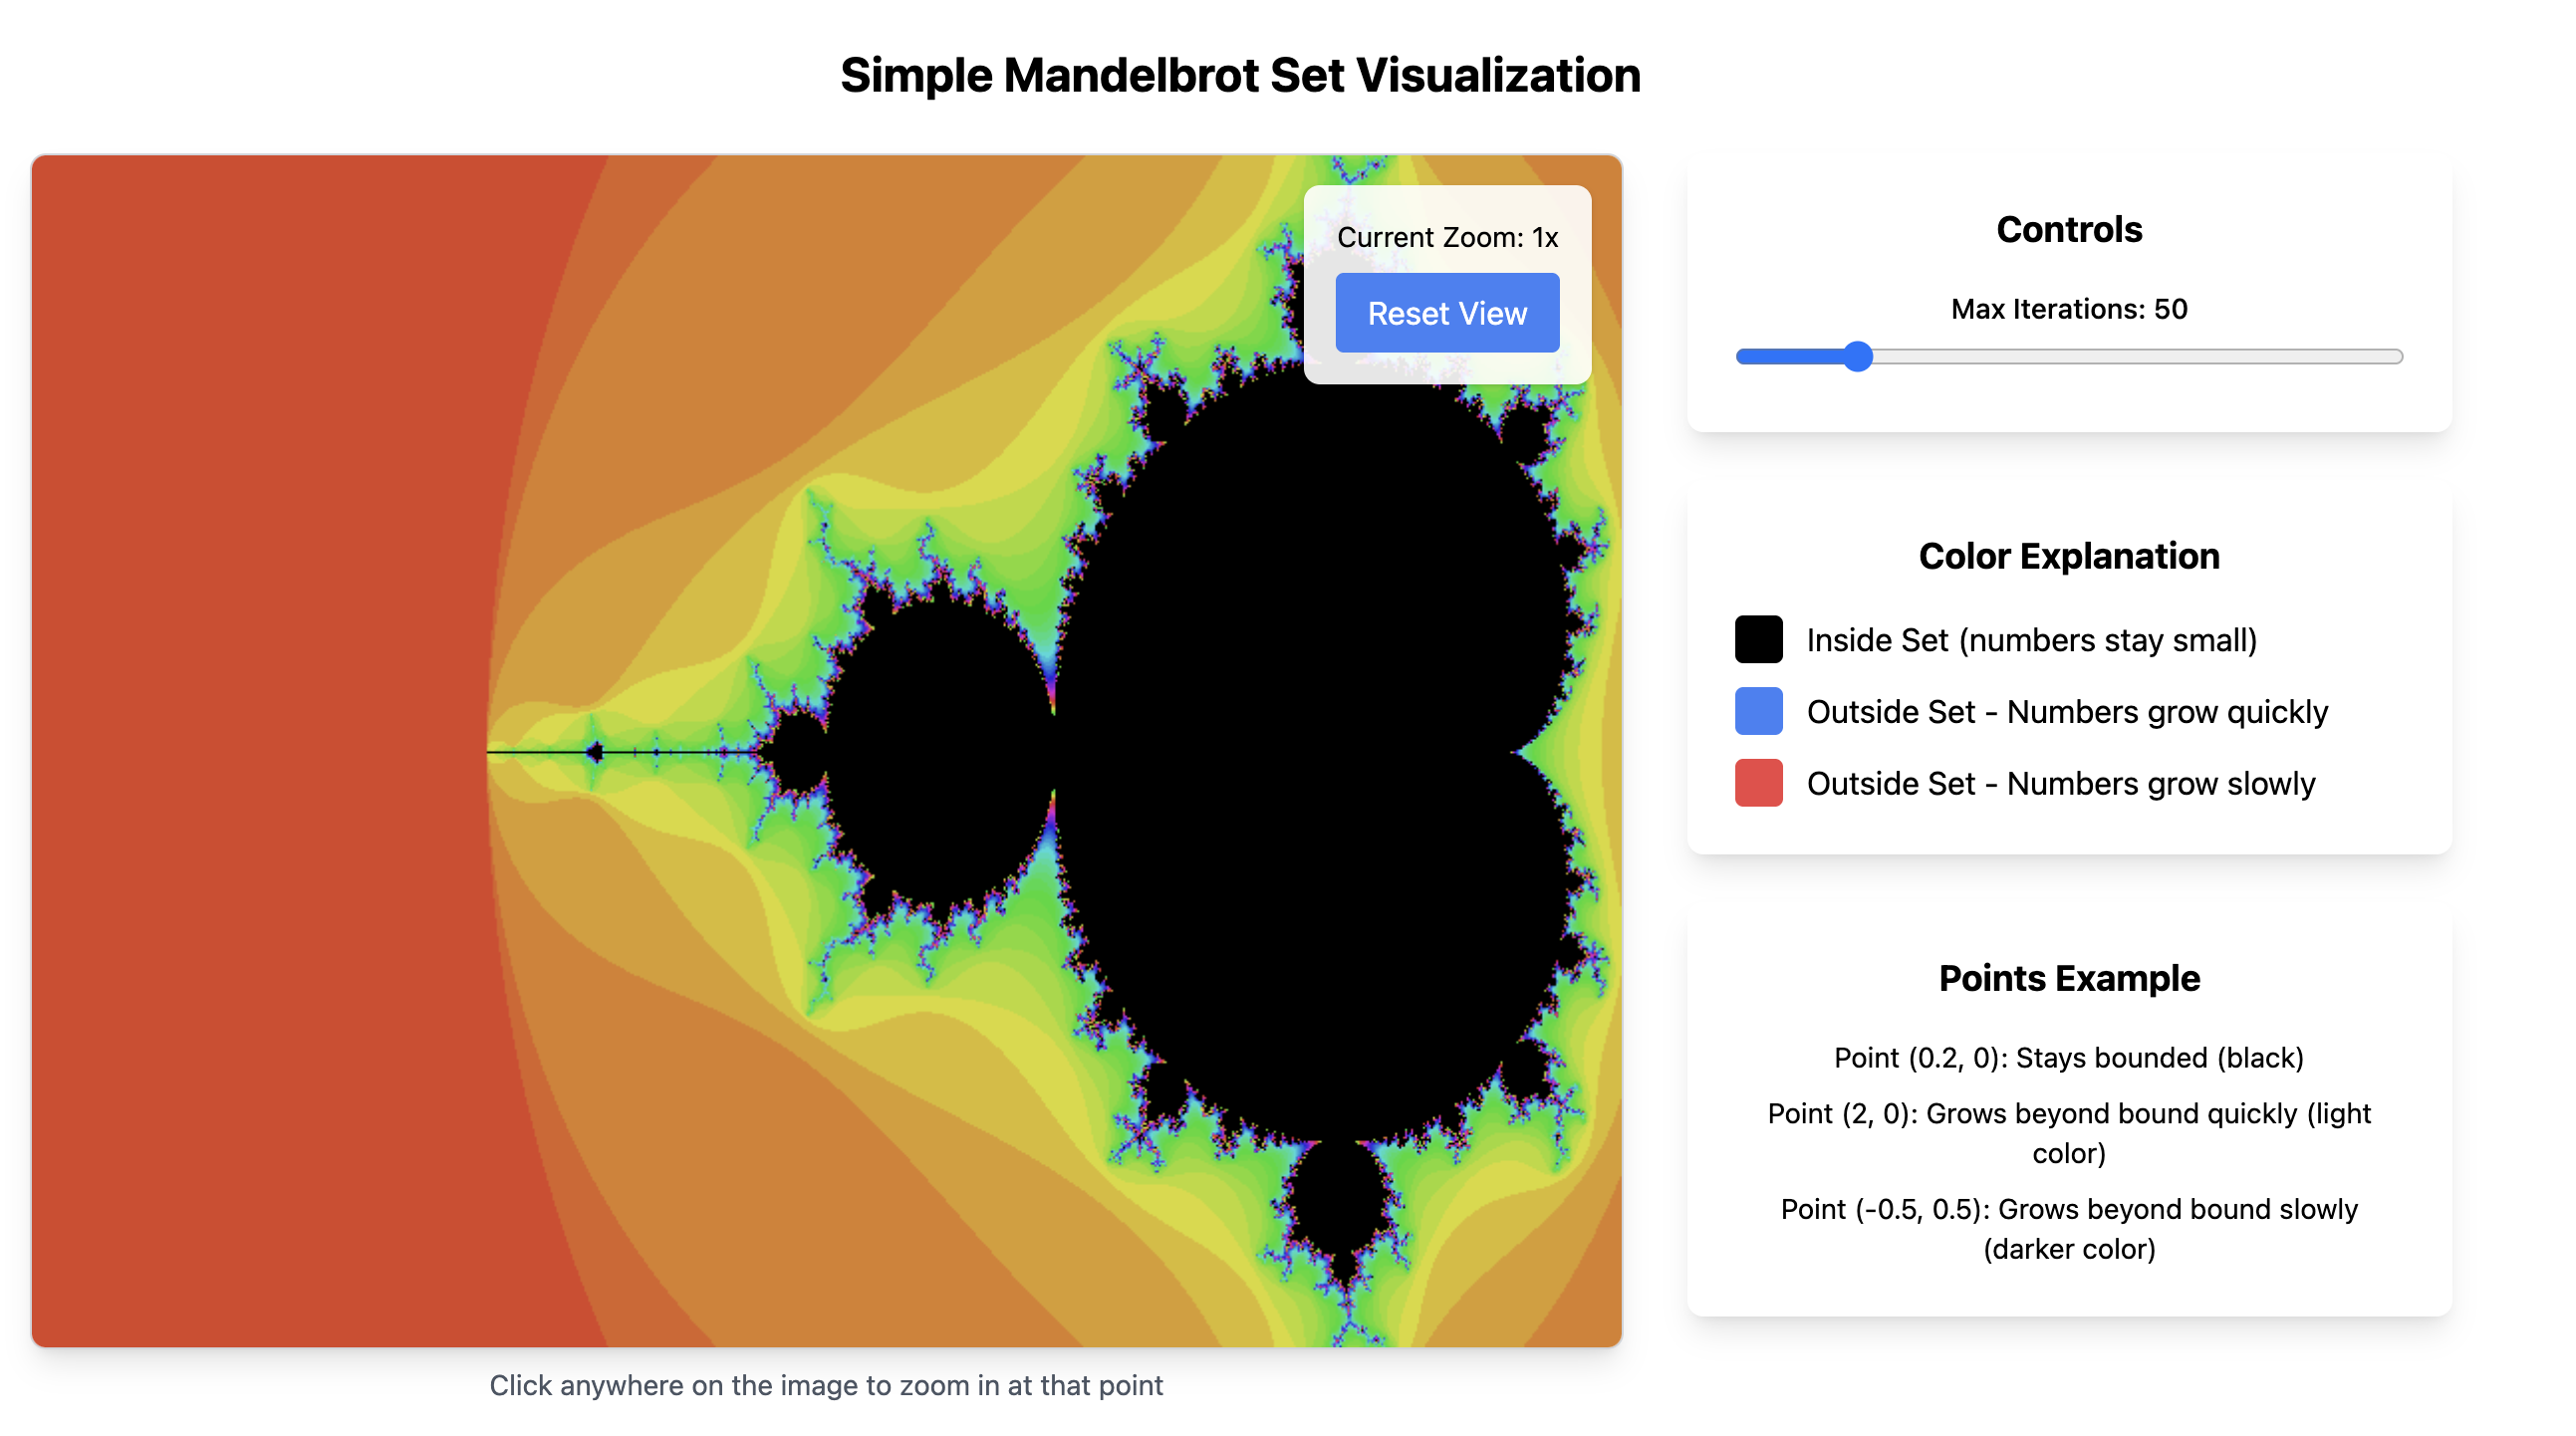 Simple Mandelbrot Set Visualization
Current Zoom: 1x
Reset View
Click anywhere on the image to zoom in at that point
Controls
Max Iterations: 50
Color Explanation
Inside Set (numbers stay small)
Outside Set - Numbers grow quickly
Outside Set - Numbers grow slowly
Points Example
Point (0.2, 0): Stays bounded (black)
Point (2, 0): Grows beyond bound quickly (light
color)
Point (-0.5, 0.5): Grows beyond bound slowly
(darker color)